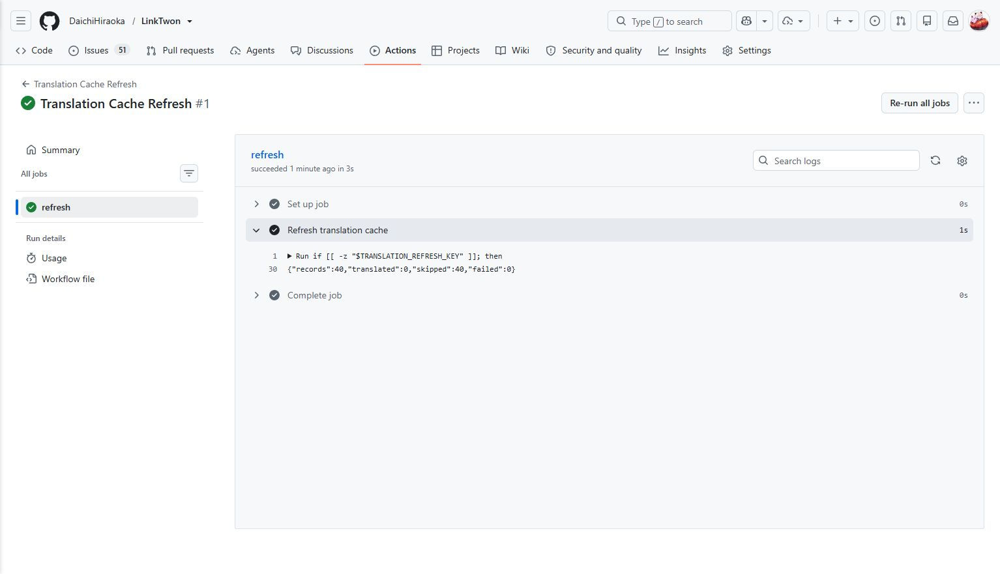 DaichiHiraoka / LinkTwon
Type / to search
Code
Issues 51
Pull requests
Agents
Discussions
Actions
Projects
Wiki
Security and quality
Insights
Settings
Translation Cache Refresh
Translation Cache Refresh #1
Re-run all jobs
Summary
All jobs
refresh
Run details
Usage
Workflow file
refresh
succeeded 1 minute ago in 3s
Search logs
Set up job 0s
Refresh translation cache 1s
1 Run if [[ -z "$TRANSLATION_REFRESH_KEY" ]]; then
30 {"records":40,"translated":0,"skipped":40,"failed":0}
Complete job 0s